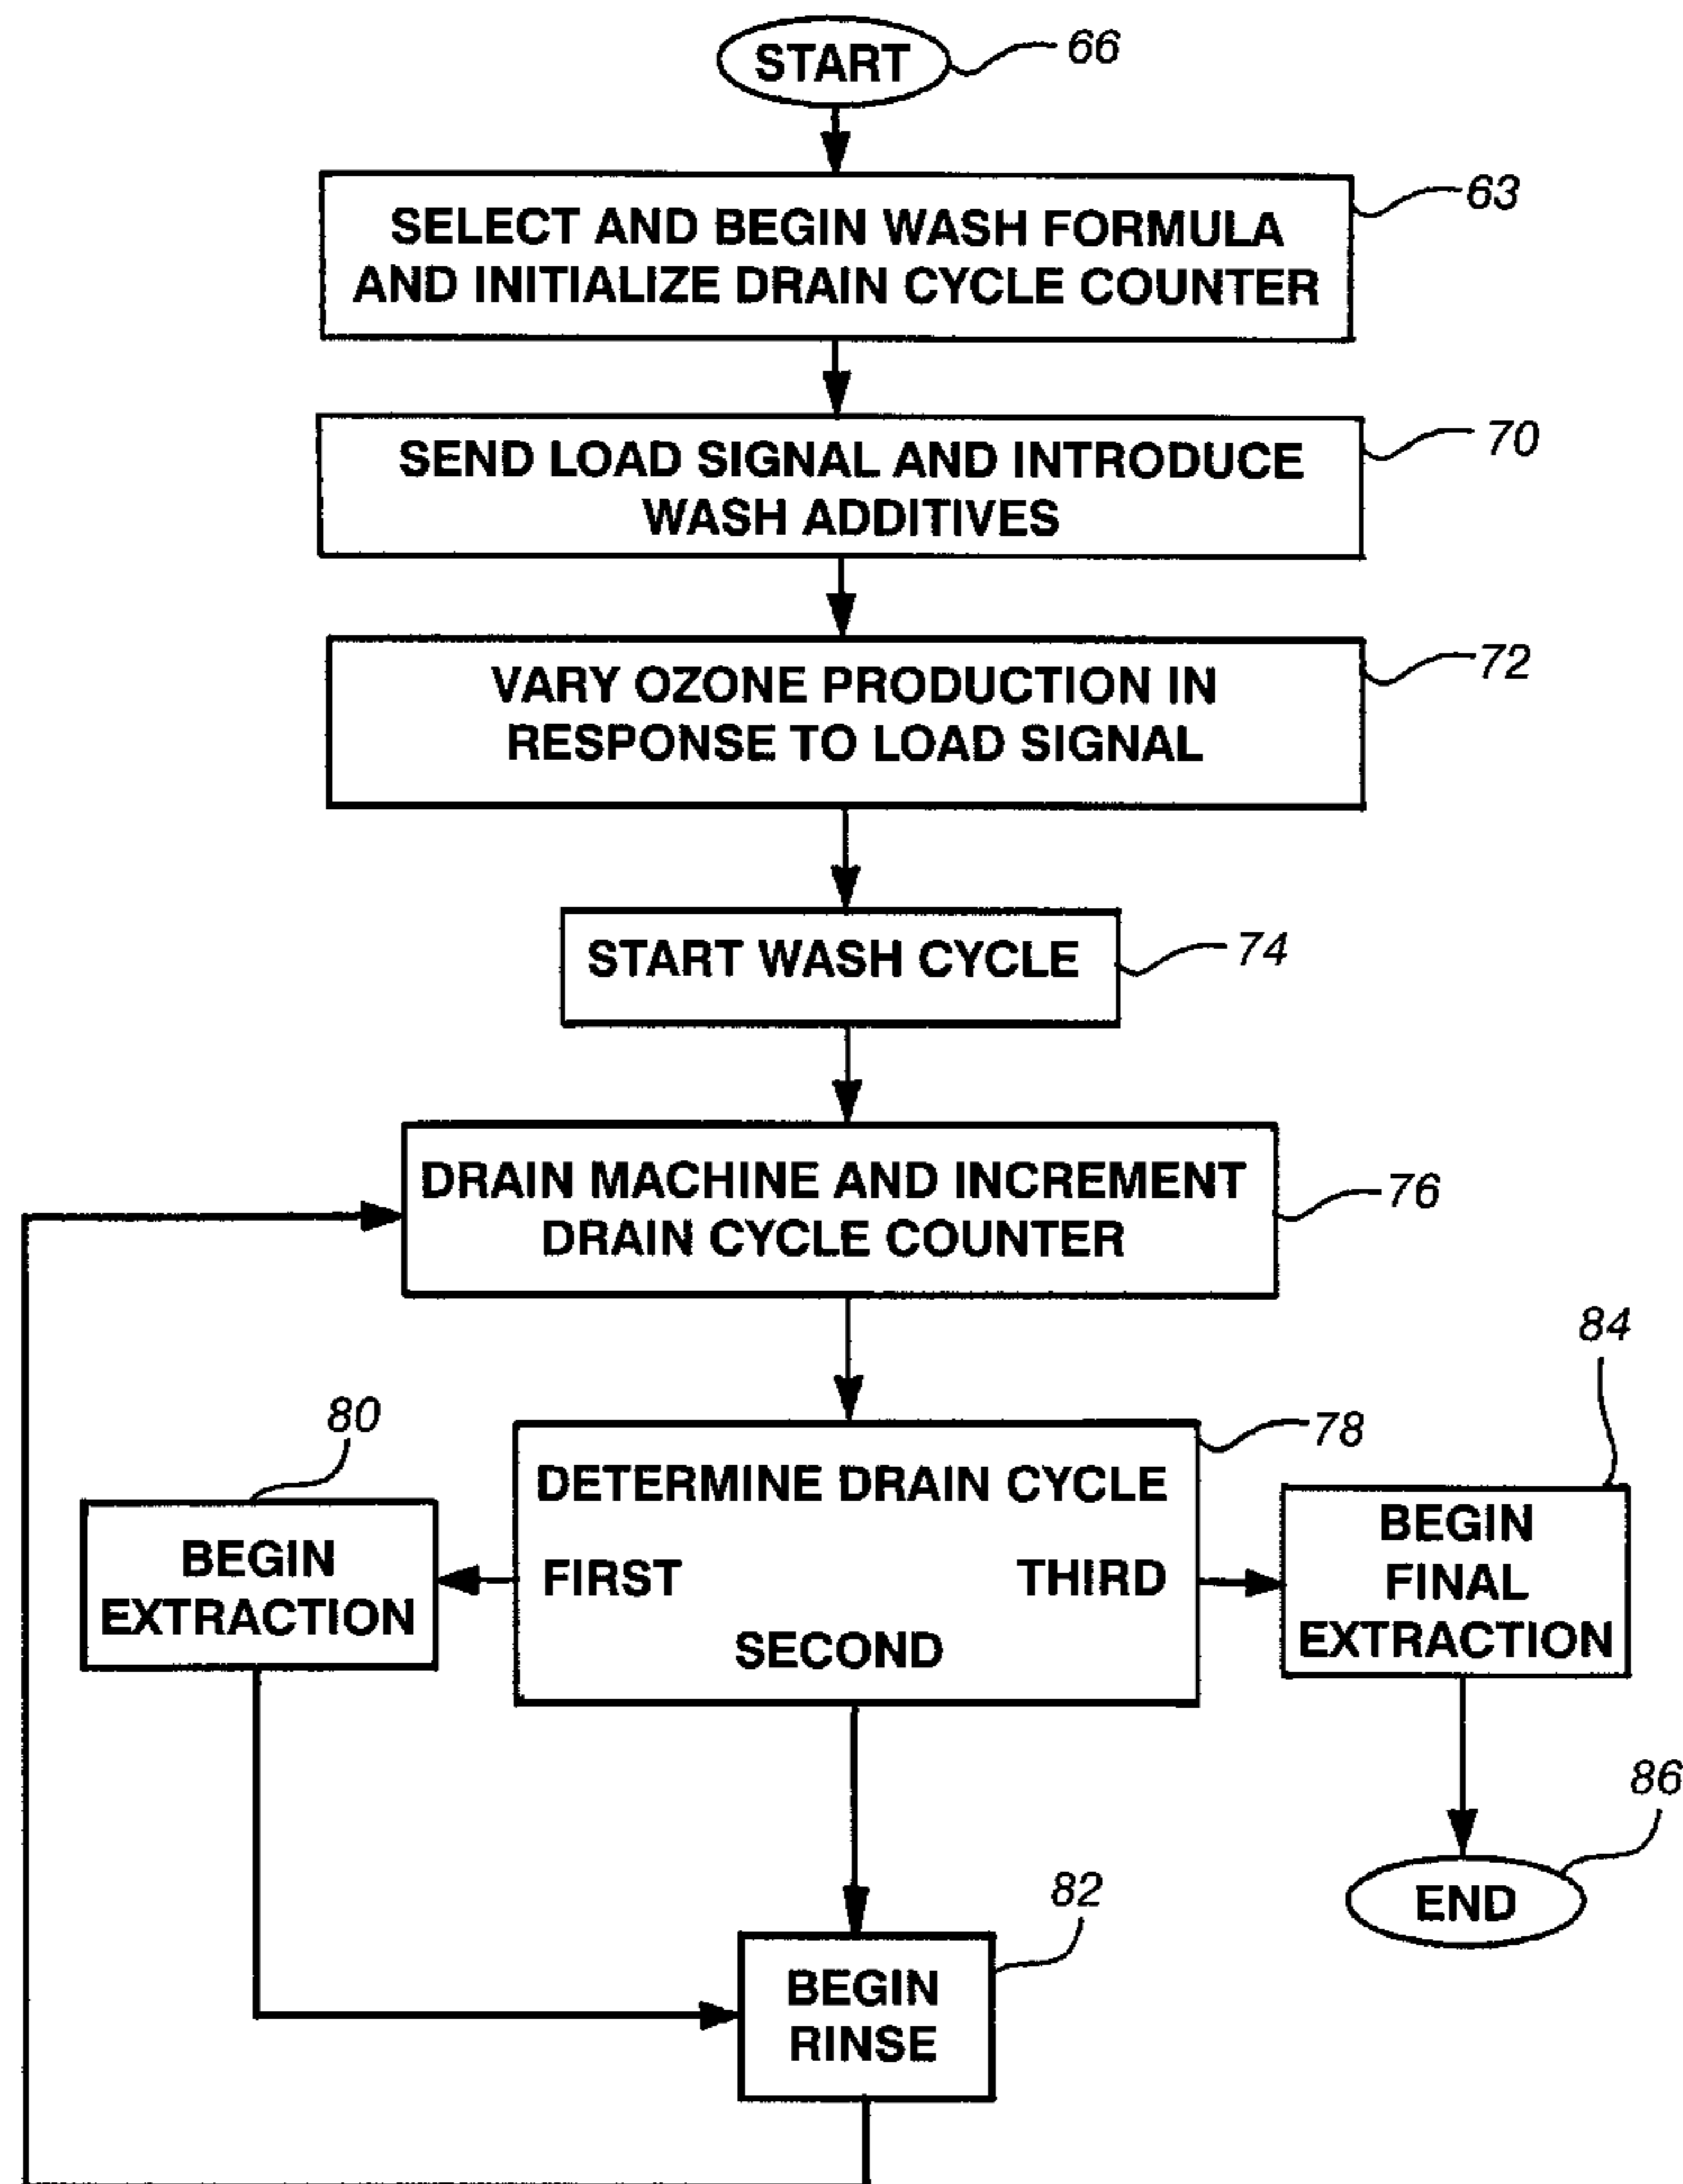 START
66
SELECT AND BEGIN WASH FORMULA
AND INITIALIZE DRAIN CYCLE COUNTER
63
SEND LOAD SIGNAL AND INTRODUCE
WASH ADDITIVES
70
VARY OZONE PRODUCTION IN
RESPONSE TO LOAD SIGNAL
72
START WASH CYCLE
74
DRAIN MACHINE AND INCREMENT
DRAIN CYCLE COUNTER
76
80
BEGIN
EXTRACTION
DETERMINE DRAIN CYCLE
FIRST
THIRD
SECOND
78
84
BEGIN
FINAL
EXTRACTION
86
END
82
BEGIN
RINSE